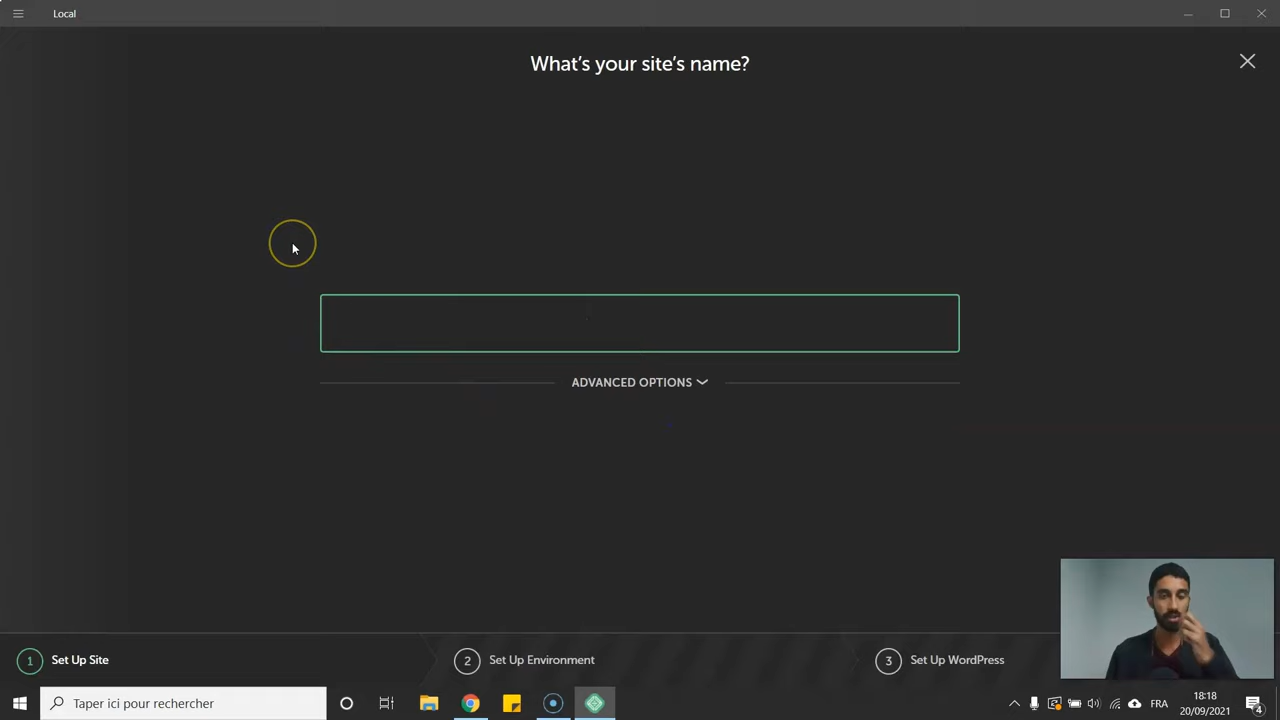 Local
What's your site's name?
ADVANCED OPTIONS
1 Set Up Site
2 Set Up Environment
3 Set Up WordPress
Taper ici pour rechercher
FRA
18:18
20/09/2021
4